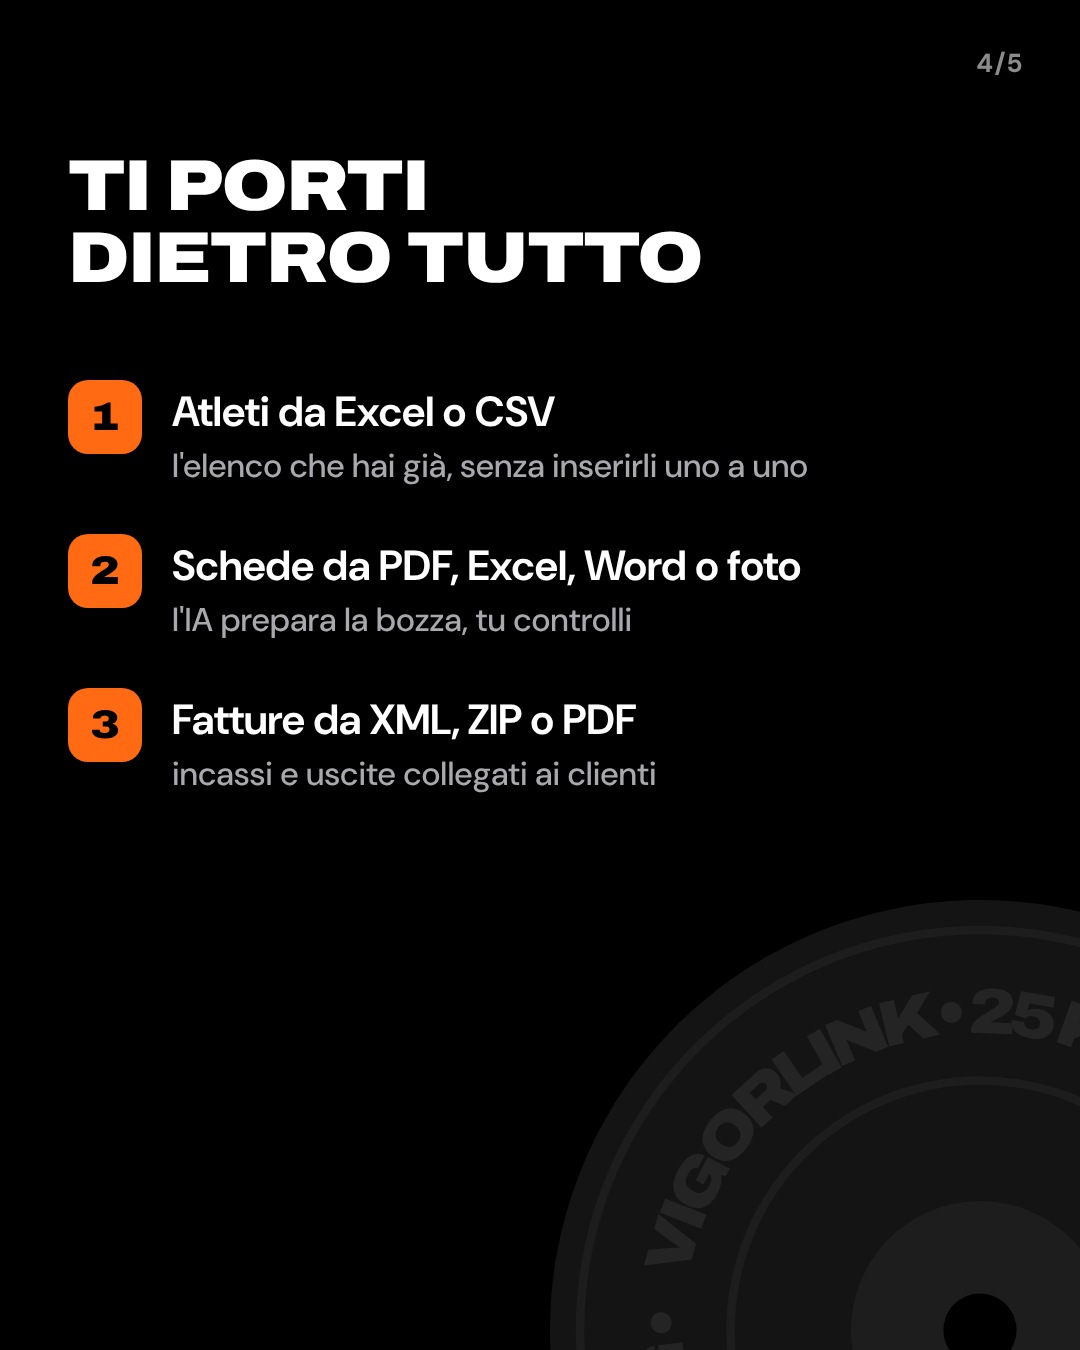 4/5
TI PORTI
DIETRO TUTTO
1
Atleti da Excel o CSV
l'elenco che hai già, senza inserirli uno a uno
2
Schede da PDF, Excel, Word o foto
l'IA prepara la bozza, tu controlli
3
Fatture da XML, ZIP o PDF
incassi e uscite collegati ai clienti
VIGORLINK • 25